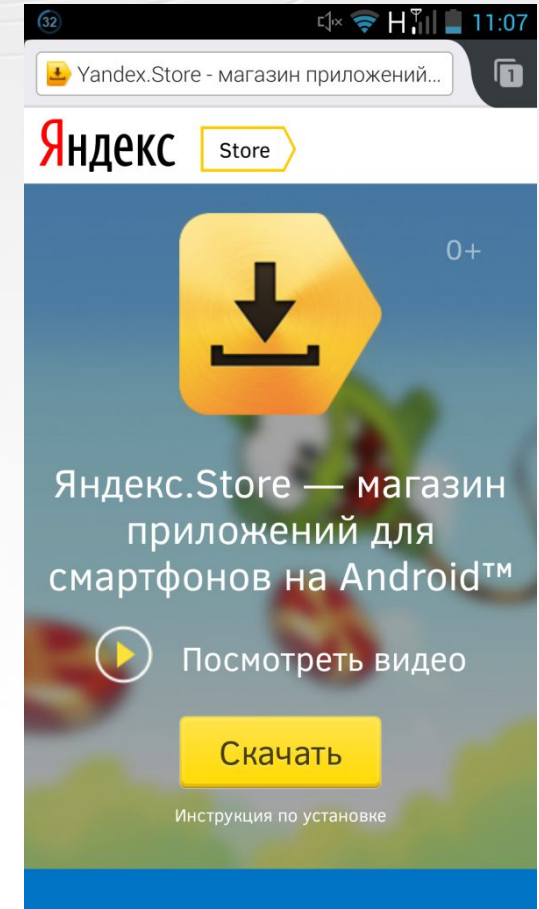 32
H
11:07
Yandex.Store - магазин приложений...
1
Яндекс
Store
0+
Яндекс.Store — магазин
приложений для
смартфонов на Android™
Посмотреть видео
Скачать
Инструкция по установке